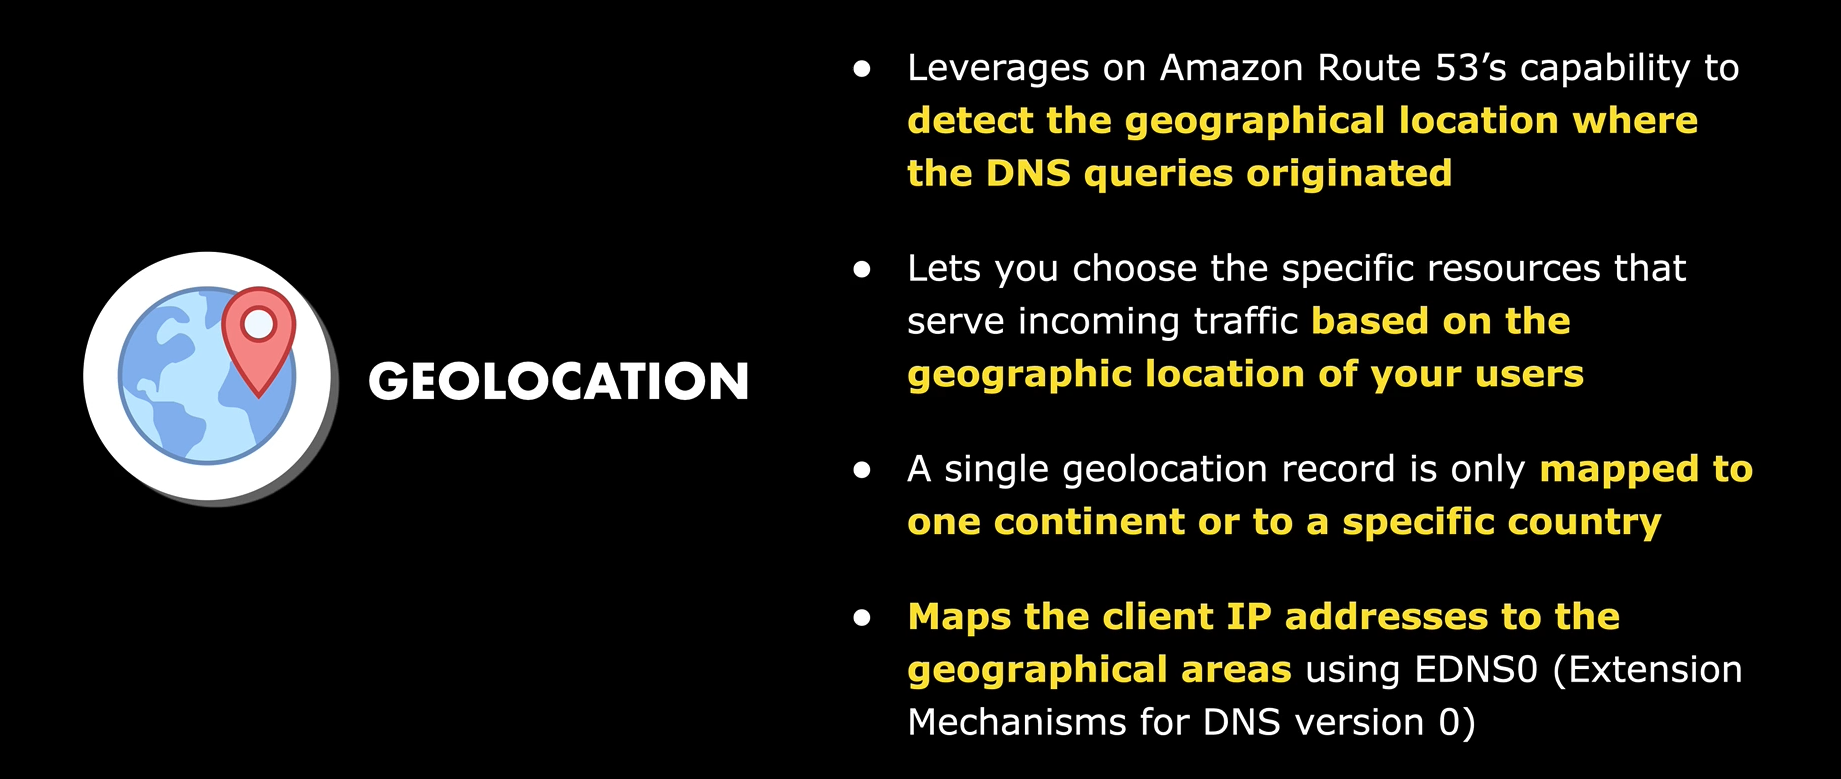 GEOLOCATION
● Leverages on Amazon Route 53’s capability to
detect the geographical location where
the DNS queries originated
● Lets you choose the specific resources that
serve incoming traffic based on the
geographic location of your users
● A single geolocation record is only mapped to
one continent or to a specific country
● Maps the client IP addresses to the
geographical areas using EDNS0 (Extension
Mechanisms for DNS version 0)